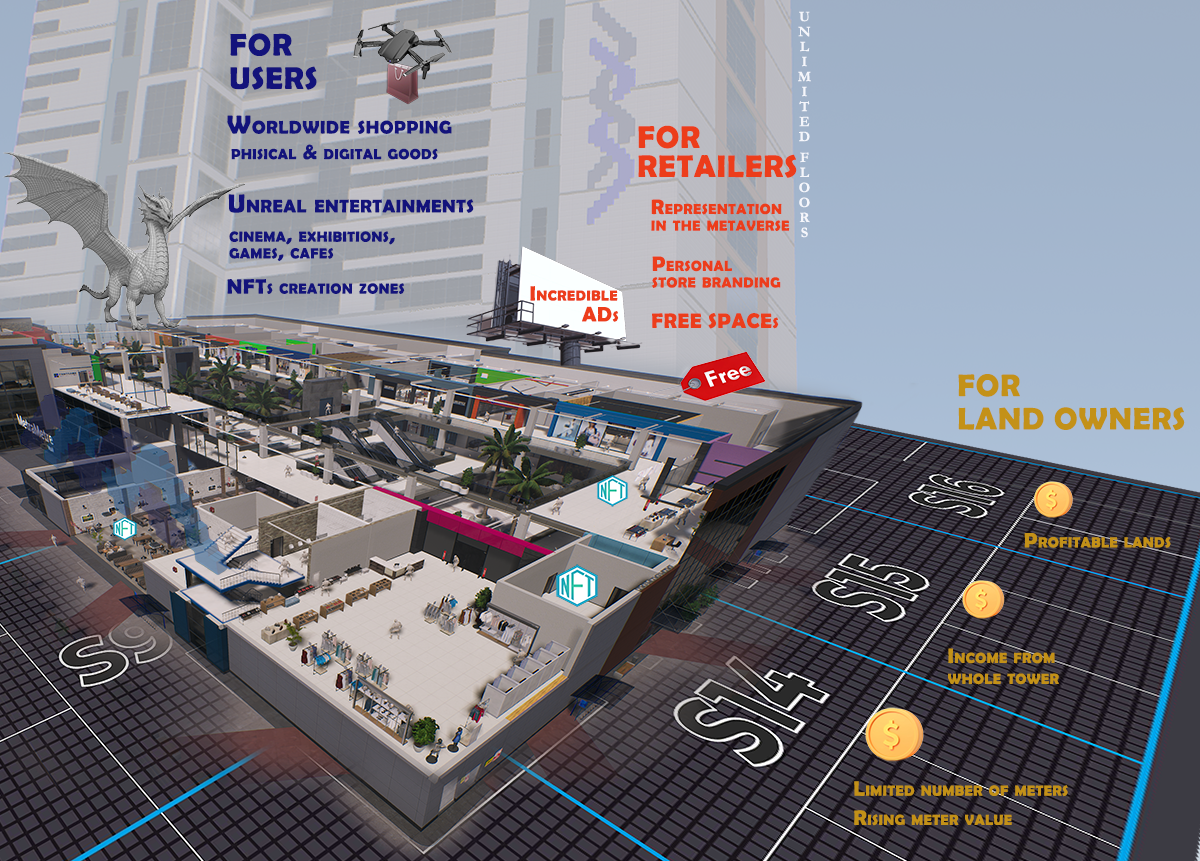 FOR
USERS
WORLDWIDE SHOPPING
PHISICAL & DIGITAL GOODS
UNREAL ENTERTAINMENTS
CINEMA, EXHIBITIONS,
GAMES, CAFES
NFTS CREATION ZONES
UNLIMITED FLOORS
FOR
RETAILERS
REPRESENTATION
IN THE METAVERSE
PERSONAL
STORE BRANDING
FREE SPACES
INCREDIBLE
ADS
Free
FOR
LAND OWNERS
S16
$
PROFITABLE LANDS
S15
$
INCOME FROM
WHOLE TOWER
S14
$
LIMITED NUMBER OF METERS
RISING METER VALUE
NFT
NFT
NFT
S9